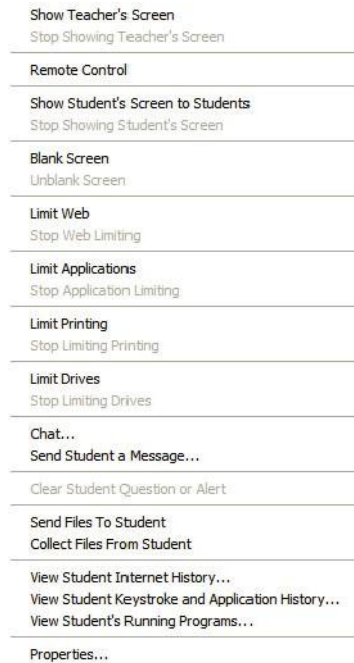 Show Teacher's Screen
Stop Showing Teacher's Screen
Remote Control
Show Student's Screen to Students
Stop Showing Student's Screen
Blank Screen
Unblank Screen
Limit Web
Stop Web Limiting
Limit Applications
Stop Application Limiting
Limit Printing
Stop Limiting Printing
Limit Drives
Stop Limiting Drives
Chat...
Send Student a Message...
Clear Student Question or Alert
Send Files To Student
Collect Files From Student
View Student Internet History...
View Student Keystroke and Application History...
View Student's Running Programs...
Properties...